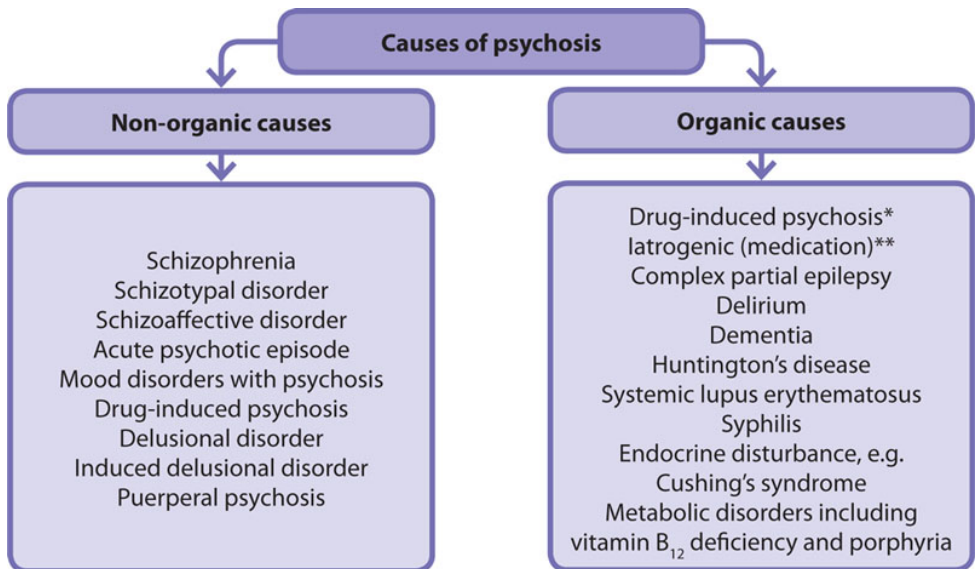 Causes of psychosis
Non-organic causes
Schizophrenia
Schizotypal disorder
Schizoaffective disorder
Acute psychotic episode
Mood disorders with psychosis
Drug-induced psychosis
Delusional disorder
Induced delusional disorder
Puerperal psychosis
Organic causes
Drug-induced psychosis*
Iatrogenic (medication)**
Complex partial epilepsy
Delirium
Dementia
Huntington’s disease
Systemic lupus erythematosus
Syphilis
Endocrine disturbance, e.g.
Cushing’s syndrome
Metabolic disorders including
vitamin B₁₂ deficiency and porphyria